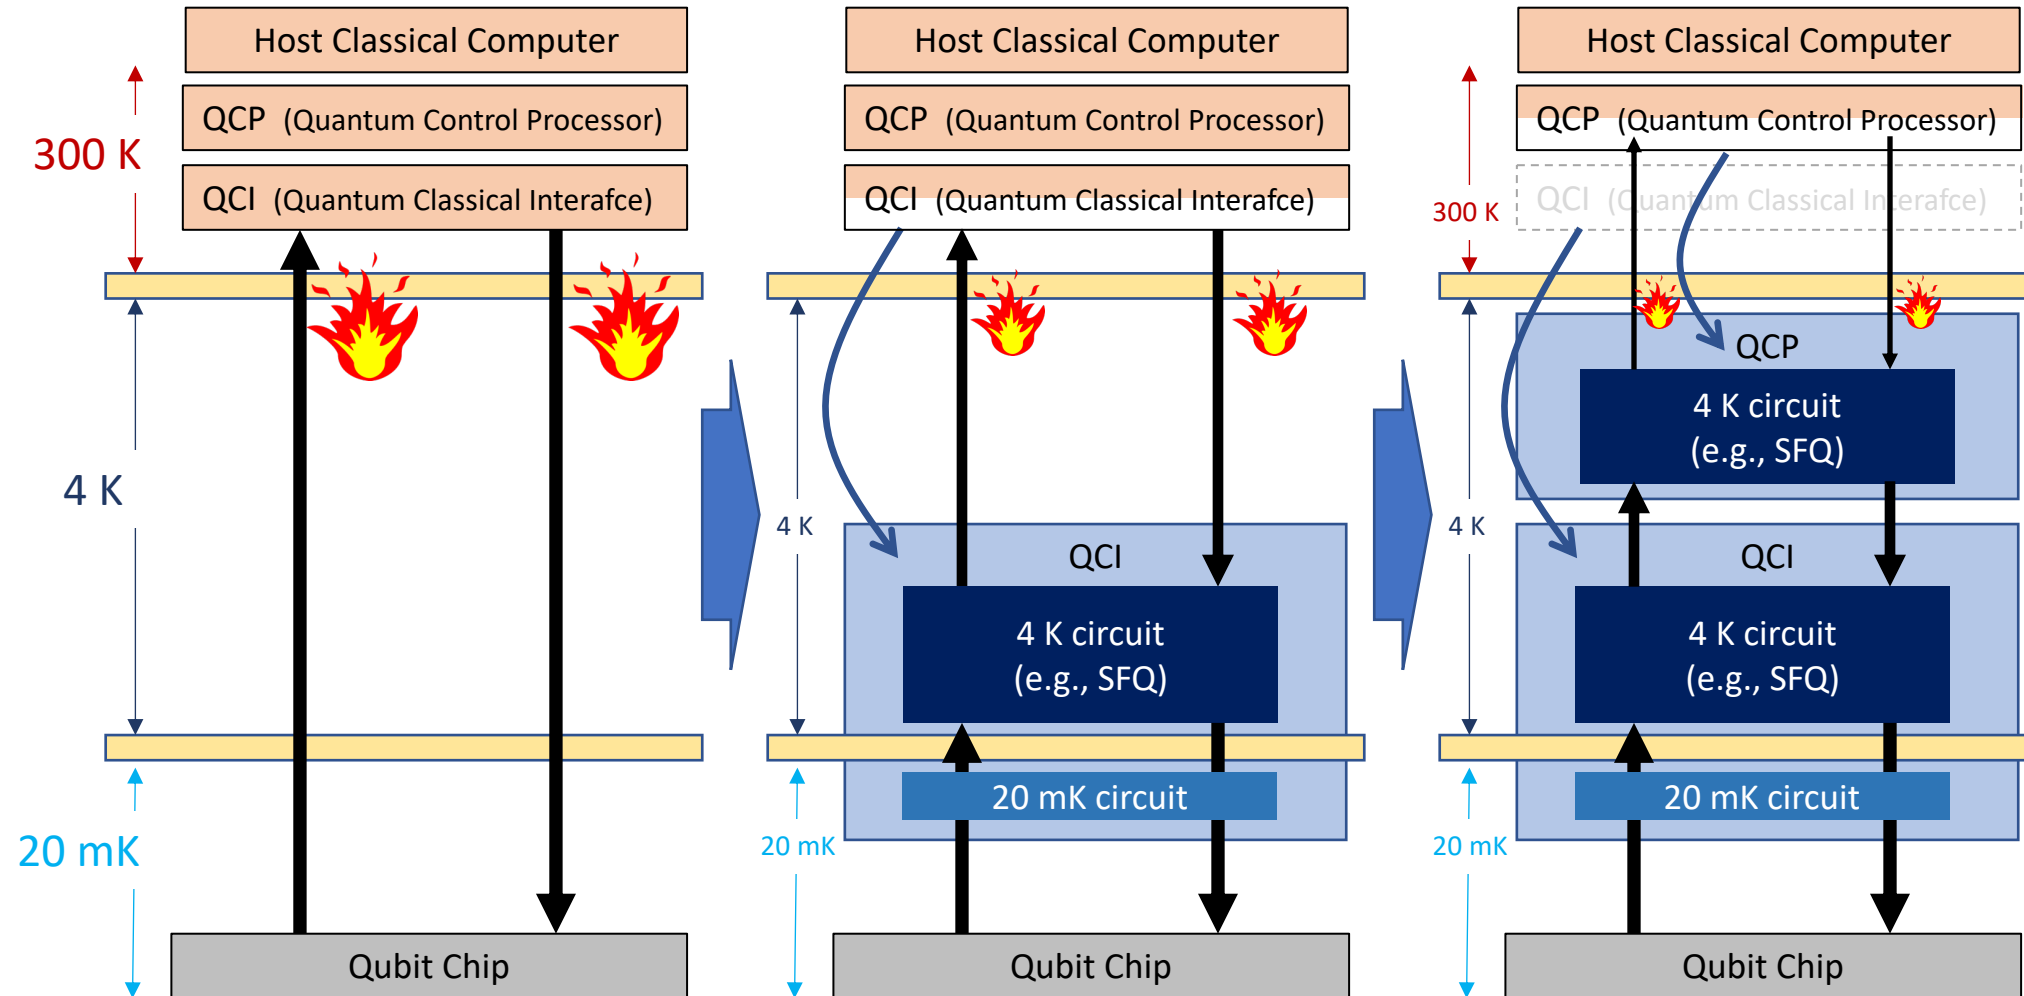 Host Classical Computer
QCP (Quantum Control Processor)
QCI (Quantum Classical Interafce)
300 K
4 K
20 mK
Qubit Chip
Host Classical Computer
QCP (Quantum Control Processor)
QCI (Quantum Classical Interafce)
4 K
QCI
4 K circuit
(e.g., SFQ)
20 mK circuit
20 mK
Qubit Chip
Host Classical Computer
QCP (Quantum Control Processor)
QCI (Quantum Classical Interafce)
300 K
QCP
4 K circuit
(e.g., SFQ)
4 K
QCI
4 K circuit
(e.g., SFQ)
20 mK circuit
20 mK
Qubit Chip